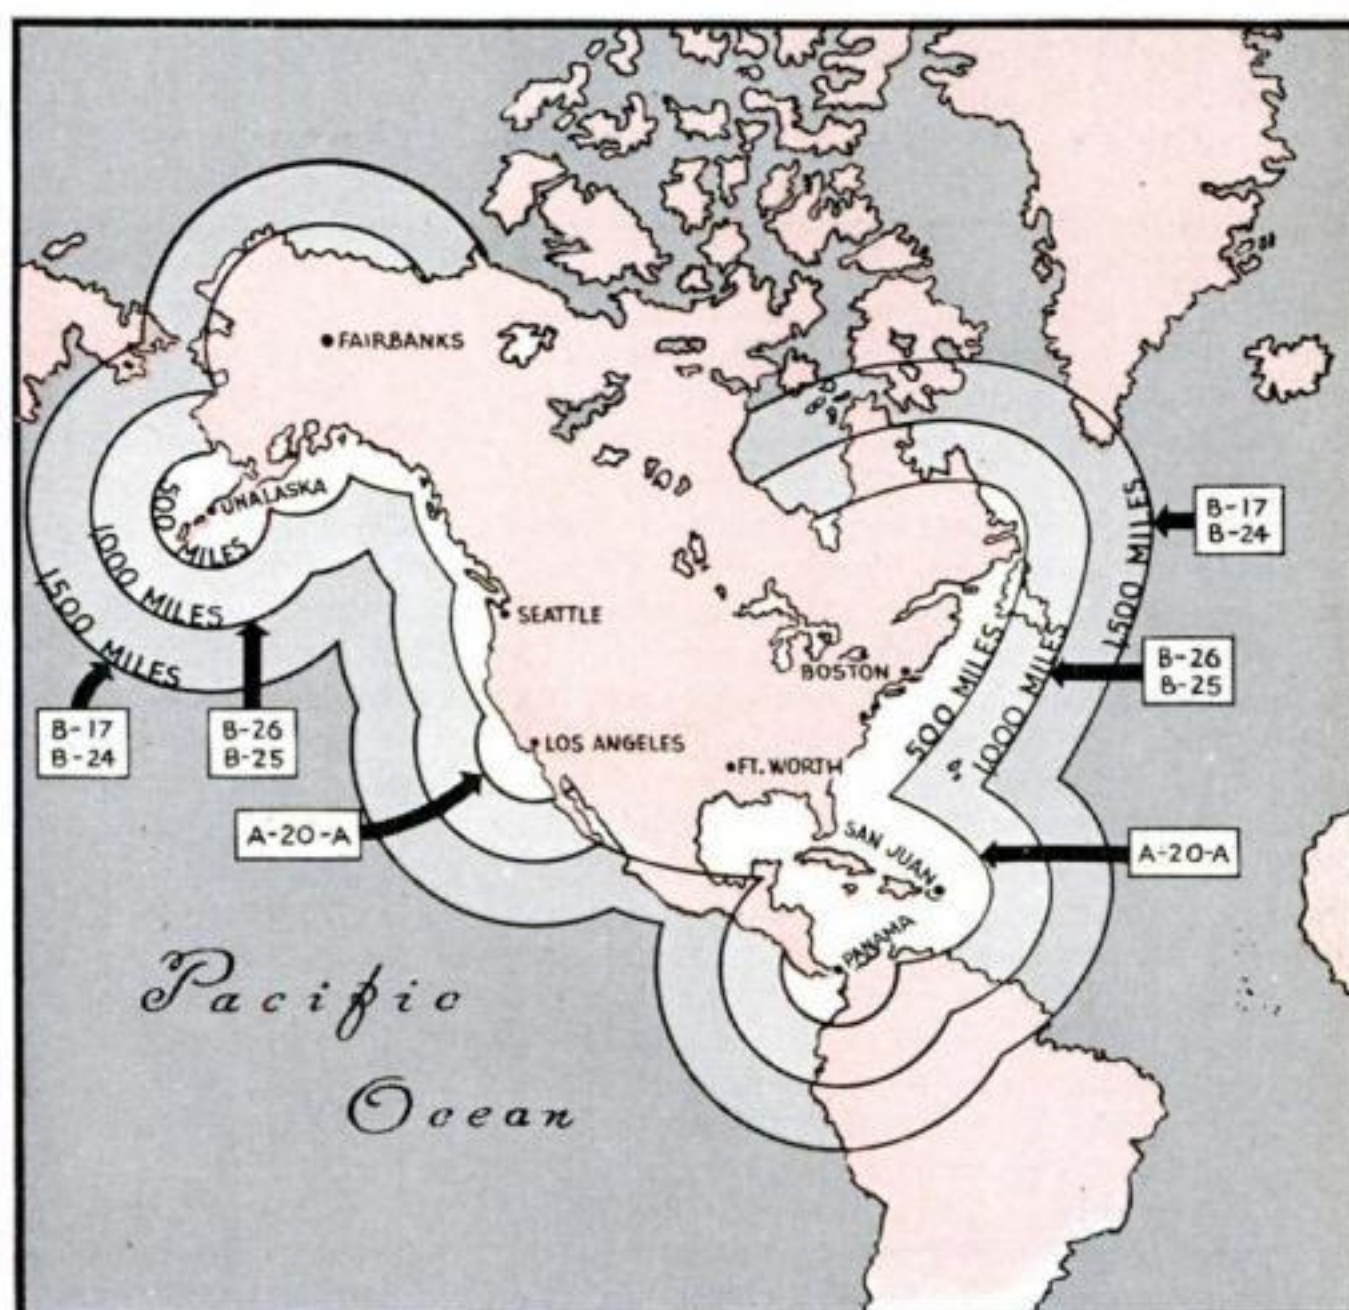 FAIRBANKS
UNALASKA
500
MILES
1000 MILES
1500 MILES
B-17
B-24
B-26
B-25
A-20-A
SEATTLE
LOS ANGELES
BOSTON
FT. WORTH
SAN JUAN
PANAMA
500 MILES
1000 MILES
1500 MILES
B-17
B-24
B-26
B-25
A-20-A
Pacific
Ocean